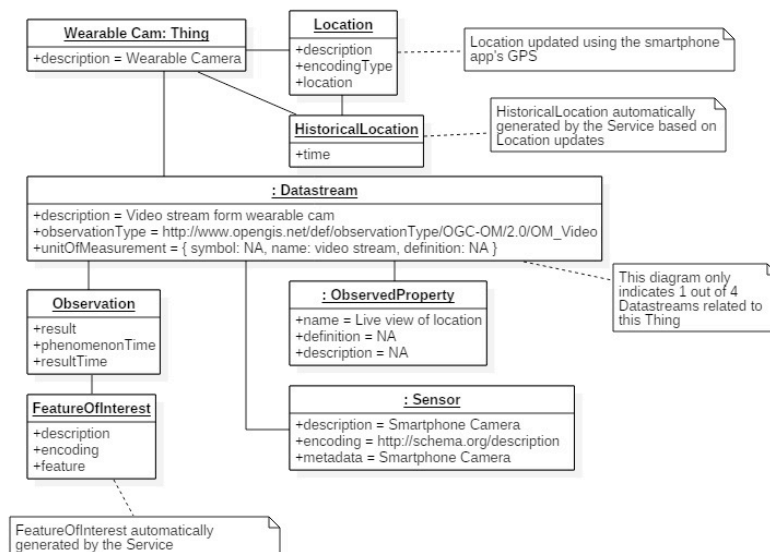 Wearable Cam: Thing
+description = Wearable Camera
Location
+description
+encodingType
+location
Location updated using the smartphone
app's GPS
HistoricalLocation
+time
HistoricalLocation automatically
generated by the Service based on
Location updates
: Datastream
+description = Video stream form wearable cam
+observationType = http://www.opengis.net/def/observationType/OGC-OM/2.0/OM_Video
+unitOfMeasurement = { symbol: NA, name: video stream, definition: NA }
This diagram only
indicates 1 out of 4
Datastreams related to
this Thing
Observation
+result
+phenomenonTime
+resultTime
: ObservedProperty
+name = Live view of location
+definition = NA
+description = NA
FeatureOfInterest
+description
+encoding
+feature
: Sensor
+description = Smartphone Camera
+encoding = http://schema.org/description
+metadata = Smartphone Camera
FeatureOfInterest automatically
generated by the Service